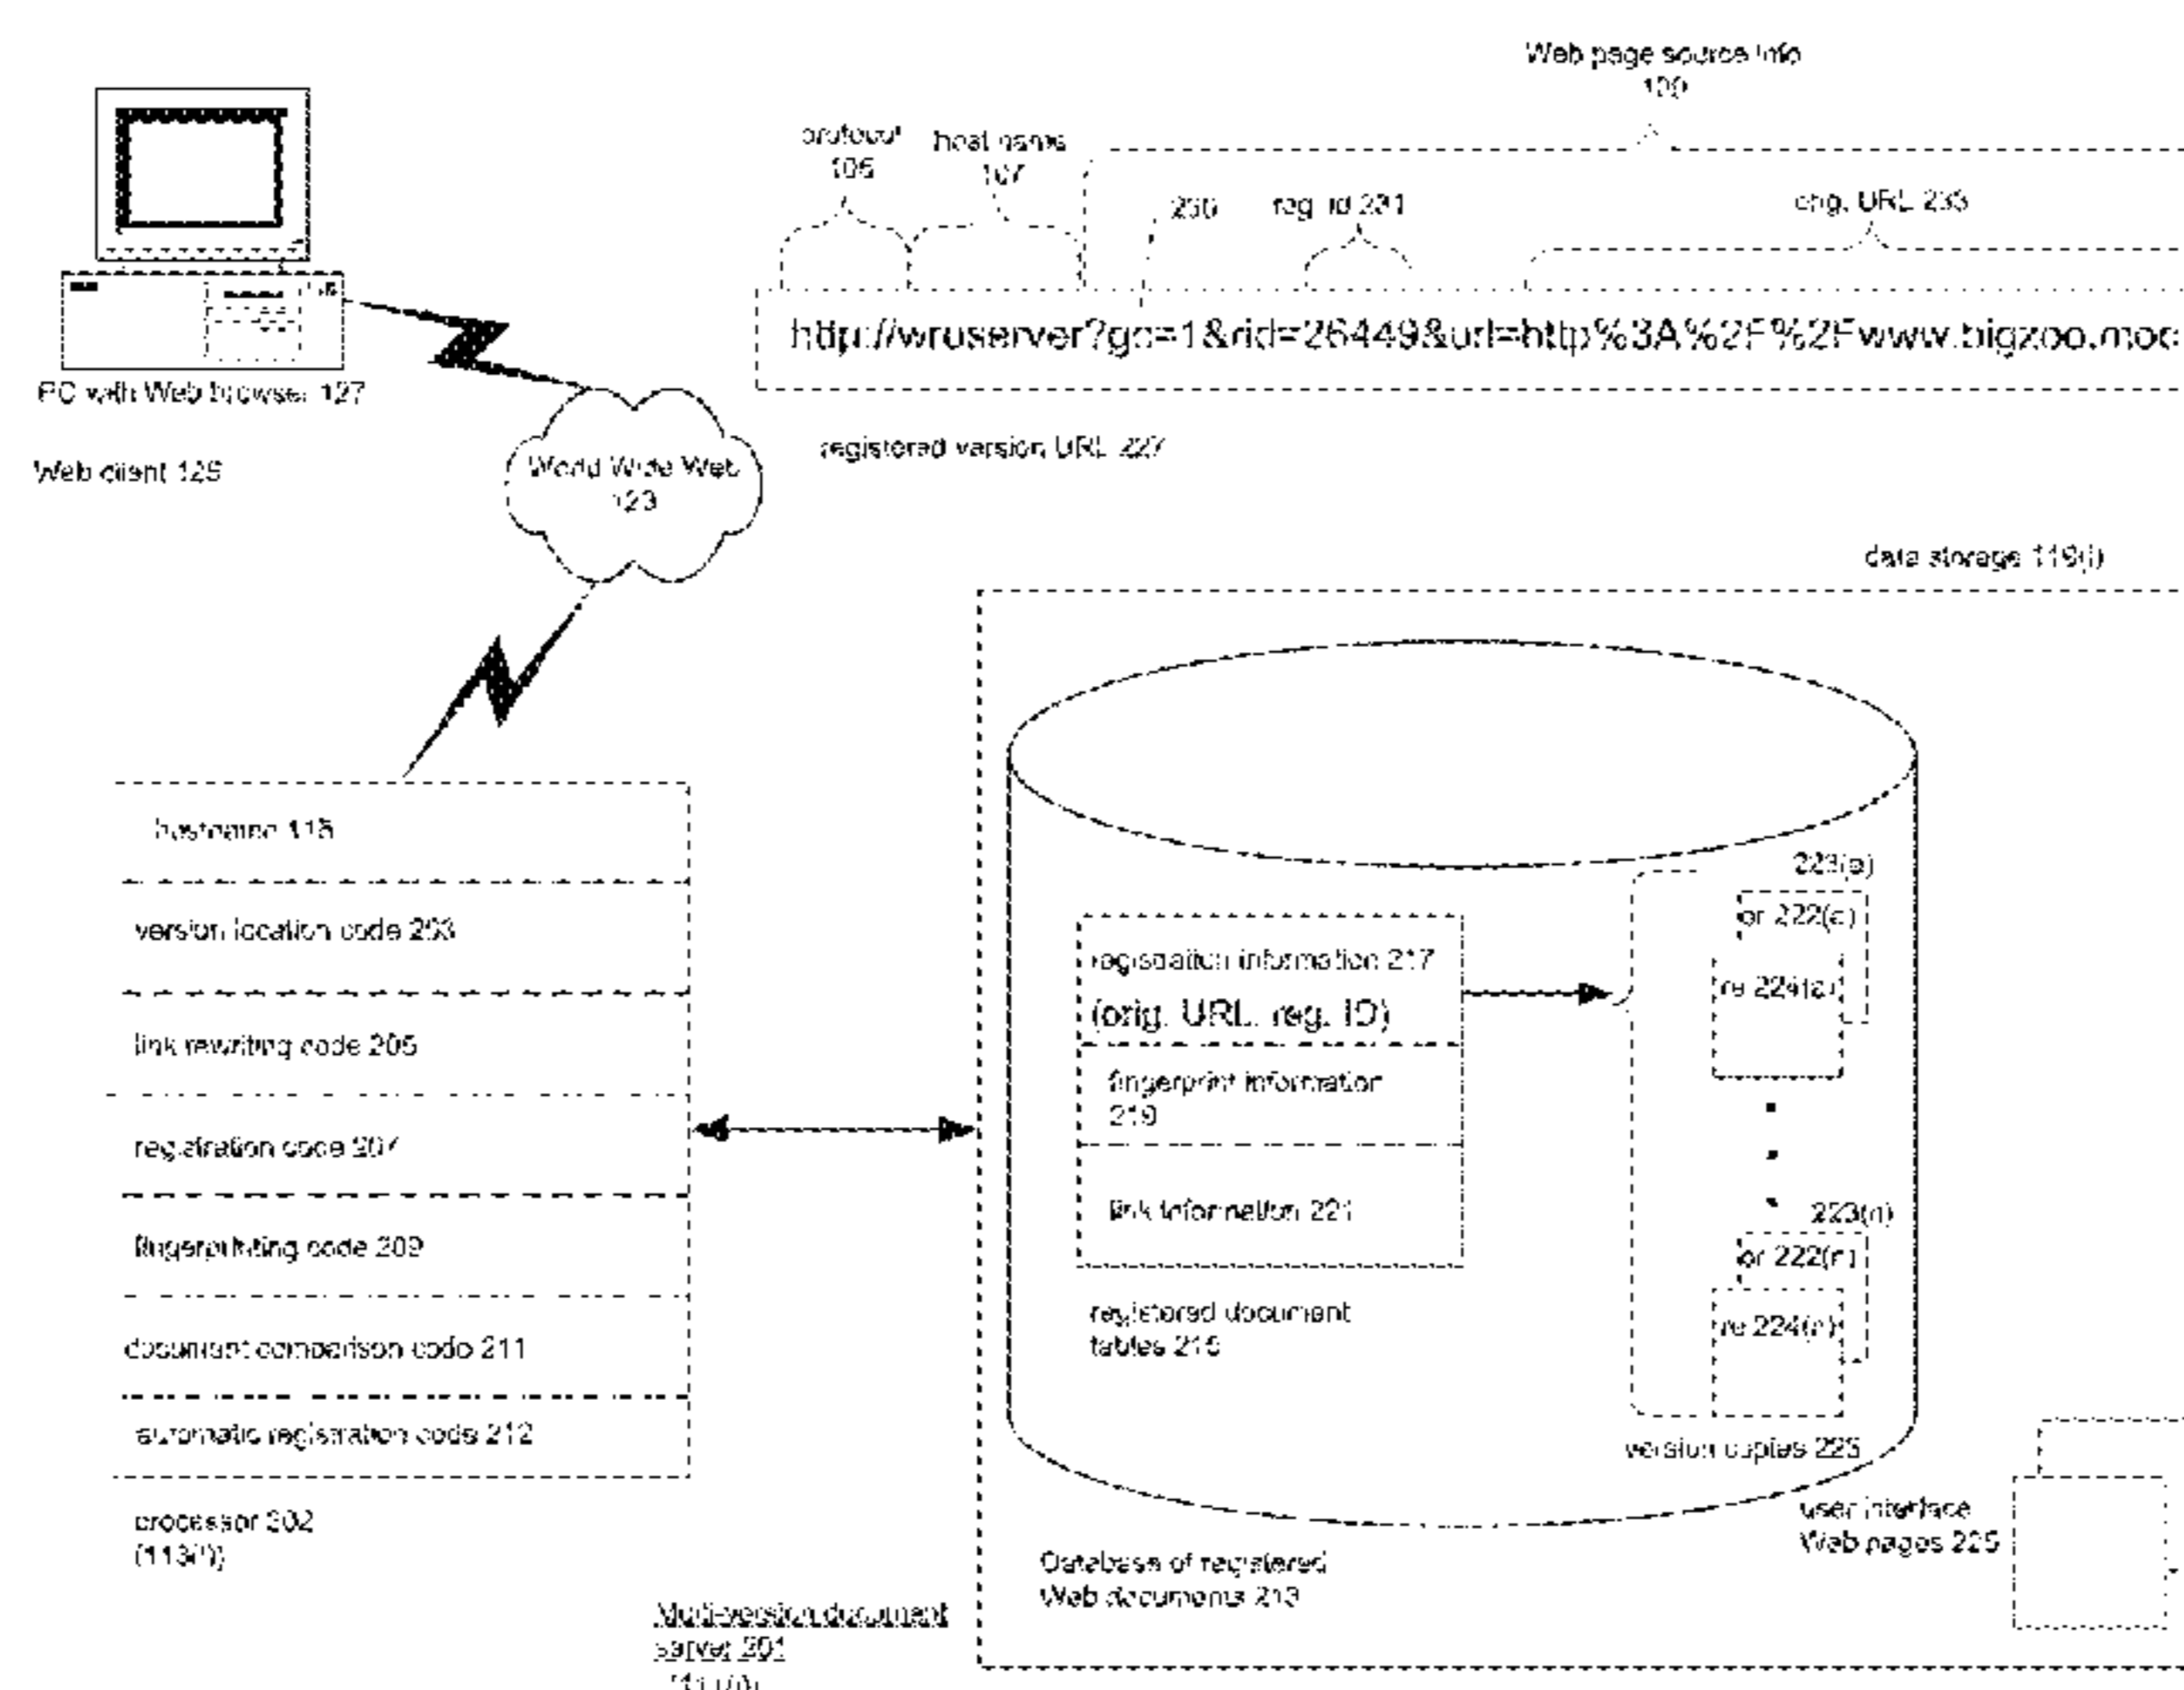 Web page source info
109
protocol
105
host name
107
230
reg. id 231
orig. URL 233
http://wruserver?go=1&rid=26449&url=http%3A%2F%2Fwww.bigzoo.moc
PC with Web browser 127
registered version URL 227
Web client 125
World Wide Web
123
data storage 119(i)
hostname 115
version location code 203
link rewriting code 205
registration code 207
fingerprinting code 209
document comparison code 211
automatic registration code 212
processor 202
(113(i))
223(a)
or 222(a)
re 224(a)
registration information 217
(orig. URL, reg. ID)
fingerprint information
219
link information 221
223(n)
or 222(n)
re 224(n)
registered document
tables 215
version copies 223
user interface
Web pages 225
Database of registered
Web documents 213
Multi-version document
server 201